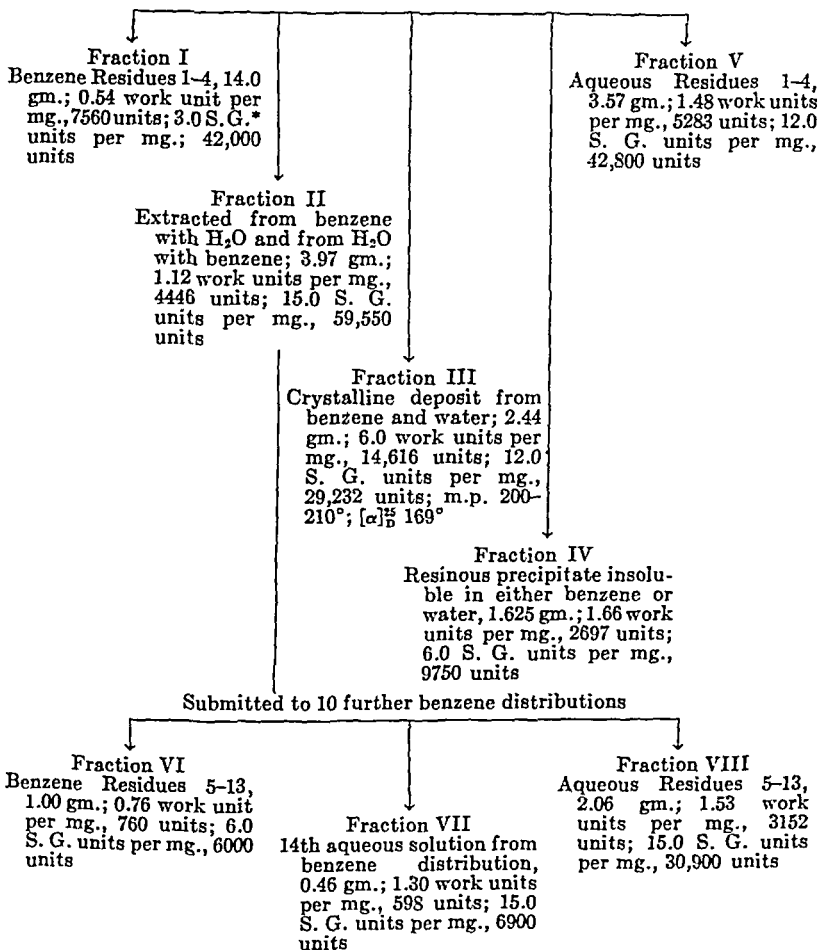 Fraction I
Benzene Residues 1–4, 14.0
gm.; 0.54 work unit per
mg., 7560 units; 3.0 S.G.*
units per mg.; 42,000
units
Fraction V
Aqueous Residues 1–4,
3.57 gm.; 1.48 work units
per mg., 5283 units; 12.0
S. G. units per mg.,
42,800 units
Fraction II
Extracted from benzene
with H₂O and from H₂O
with benzene; 3.97 gm.;
1.12 work units per mg.,
4446 units; 15.0 S. G.
units per mg., 59,550
units
Fraction III
Crystalline deposit from
benzene and water; 2.44
gm.; 6.0 work units per
mg., 14,616 units; 12.0
S. G. units per mg.,
29,232 units; m.p. 200–
210°; [α]²⁵D 169°
Fraction IV
Resinous precipitate insolu-
ble in either benzene or
water, 1.625 gm.; 1.66 work
units per mg., 2697 units;
6.0 S. G. units per mg.,
9750 units
Submitted to 10 further benzene distributions
Fraction VI
Benzene Residues 5–13,
1.00 gm.; 0.76 work unit
per mg., 760 units; 6.0
S. G. units per mg., 6000
units
Fraction VII
14th aqueous solution from
benzene distribution,
0.46 gm.; 1.30 work units
per mg., 598 units; 15.0
S. G. units per mg., 6900
units
Fraction VIII
Aqueous Residues 5–13,
2.06 gm.; 1.53 work
units per mg., 3152
units; 15.0 S. G. units
per mg., 30,900 units